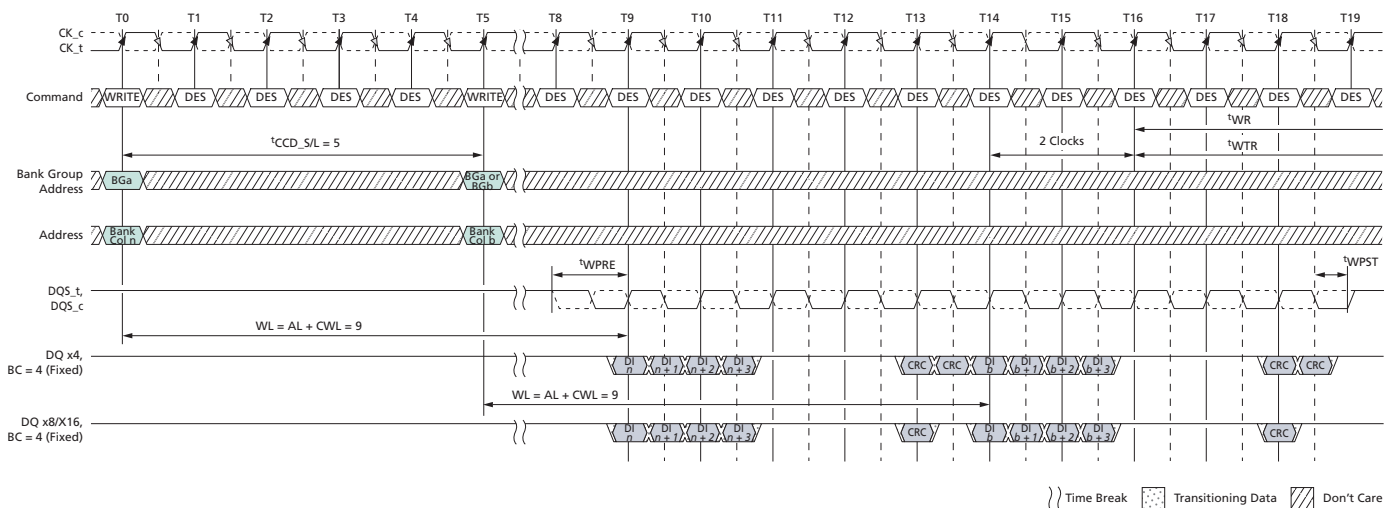 T0 T1 T2 T3 T4 T5 T8 T9 T10 T11 T12 T13 T14 T15 T16 T17 T18 T19
CK_c
CK_t
Command WRITE DES DES DES DES WRITE DES DES DES DES DES DES DES DES DES DES DES DES
tWR
tCCD_S/L = 5 2 Clocks tWTR
Bank Group
Address
BGa
BGa or
BGb
Address
Bank
Col n
Bank
Col b
tWPRE tWPST
DQS_t,
DQS_c
WL = AL + CWL = 9
DQ x4,
BC = 4 (Fixed)
DI
n
DI
n + 1
DI
n + 2
DI
n + 3
CRC CRC
DI
b
DI
b + 1
DI
b + 2
DI
b + 3
CRC CRC
WL = AL + CWL = 9
DQ x8/X16,
BC = 4 (Fixed)
DI
n
DI
n + 1
DI
n + 2
DI
n + 3
CRC
DI
b
DI
b + 1
DI
b + 2
DI
b + 3
CRC
Time Break Transitioning Data Don't Care